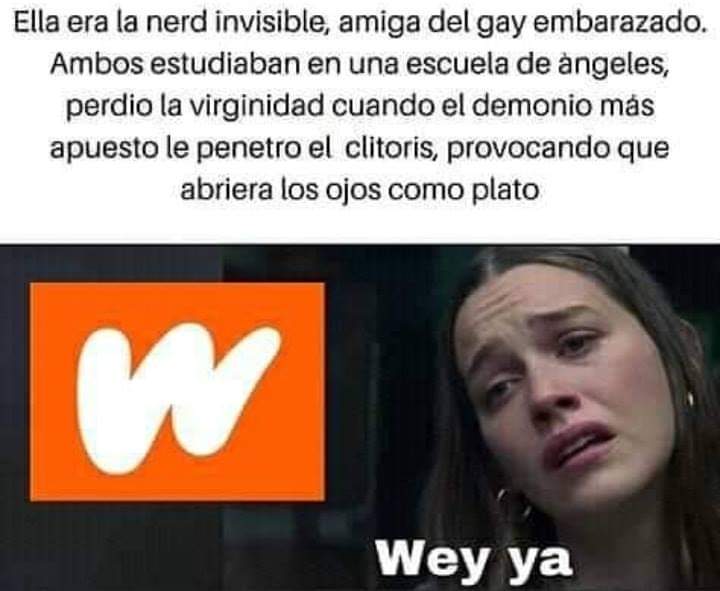 Ella era la nerd invisible, amiga del gay embarazado.
Ambos estudiaban en una escuela de àngeles,
perdio la virginidad cuando el demonio más
apuesto le penetro el clitoris, provocando que
abriera los ojos como plato
Wey ya